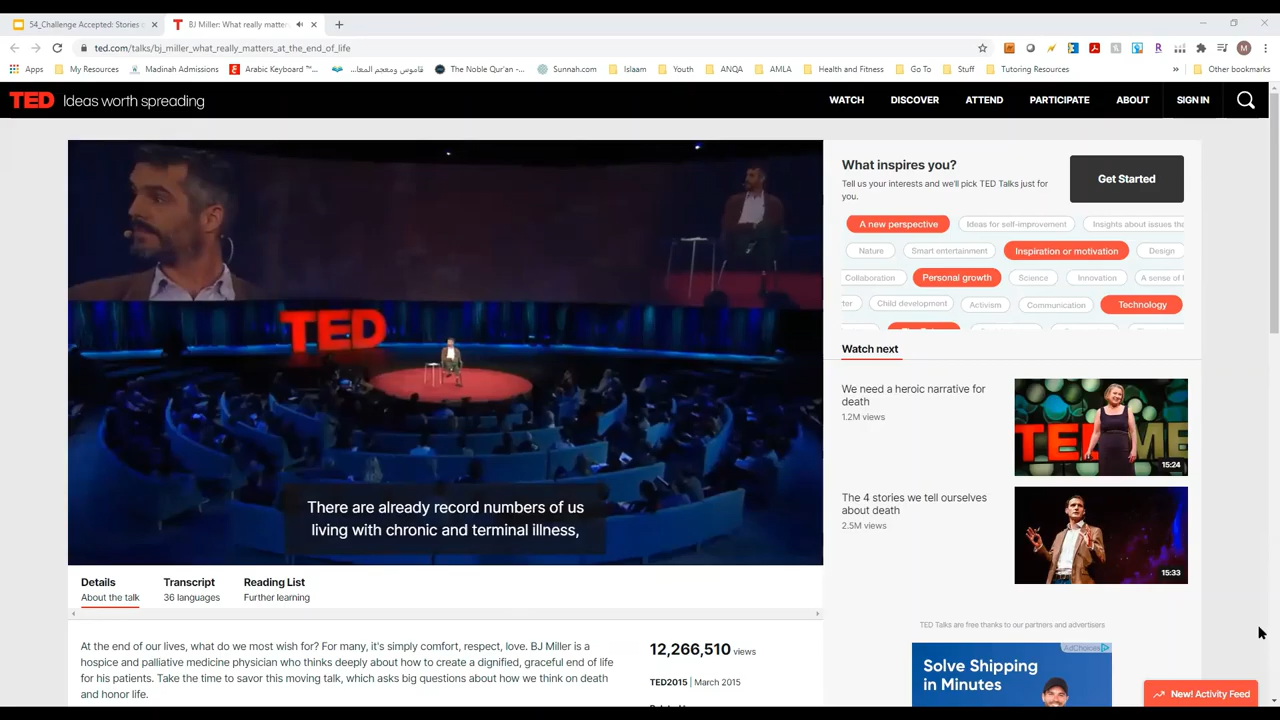 54_Challenge Accepted: Stories o
BJ Miller: What really matters
ted.com/talks/bj_miller_what_really_matters_at_the_end_of_life
M
Apps
My Resources
Madinah Admissions
Arabic Keyboard ™...
قاموس ومعجم المعا...
The Noble Qur'an -...
Sunnah.com
Islaam
Youth
ANQA
AMLA
Health and Fitness
Go To
Stuff
Tutoring Resources
»
Other bookmarks
TED Ideas worth spreading
WATCH
DISCOVER
ATTEND
PARTICIPATE
ABOUT
SIGN IN
TED
There are already record numbers of us
living with chronic and terminal illness,
What inspires you?
Tell us your interests and we'll pick TED Talks just for
you.
Get Started
A new perspective
Ideas for self-improvement
Insights about issues th
Nature
Smart entertainment
Inspiration or motivation
Design
Collaboration
Personal growth
Science
Innovation
A sense of
ter
Child development
Activism
Communication
Technology
Watch next
We need a heroic narrative for
death
1.2M views
15:24
The 4 stories we tell ourselves
about death
2.5M views
15:33
Details
About the talk
Transcript
36 languages
Reading List
Further learning
At the end of our lives, what do we most wish for? For many, it's simply comfort, respect, love. BJ Miller is a
hospice and palliative medicine physician who thinks deeply about how to create a dignified, graceful end of life
for his patients. Take the time to savor this moving talk, which asks big questions about how we think on death
and honor life.
12,266,510 views
TED2015 | March 2015
TED Talks are free thanks to our partners and advertisers
AdChoices
Solve Shipping
in Minutes
New! Activity Feed